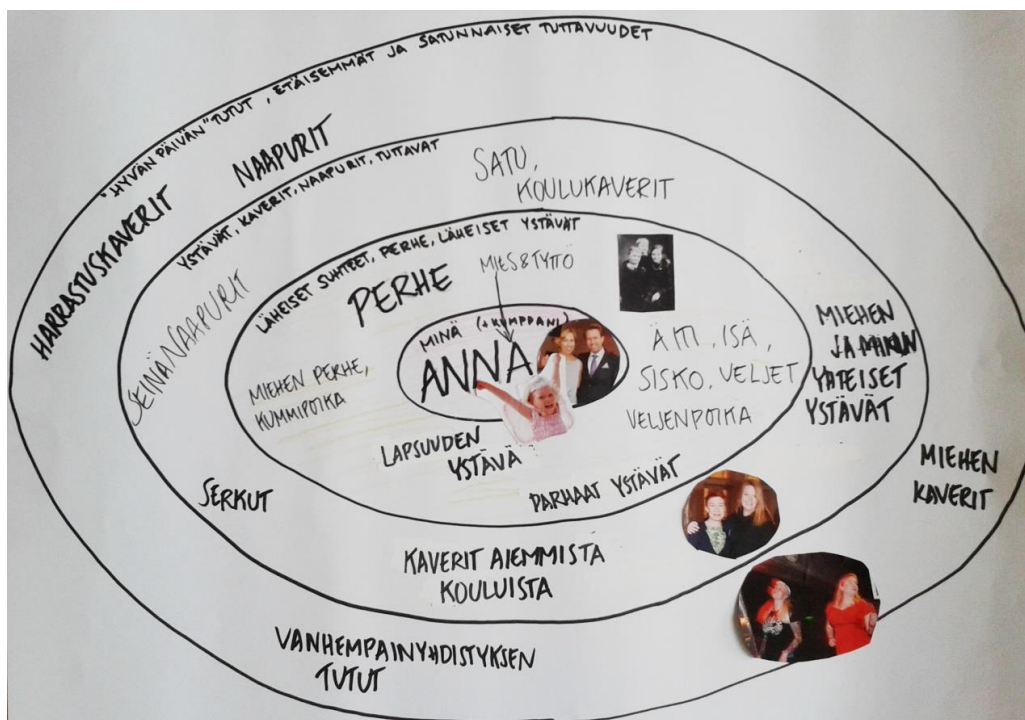 "HYVÄN PÄIVÄN" TUTUT, ETÄISEMMÄT JA SATUNNAISET TUTTAVUUDET
HARRASTUSKAVERIT
NAAPURIT
YSTÄVÄT, KAVERIT, NAAPURIT, TUTTAVAT
SATU,
KOULUKAVERIT
SEINÄNAAPURIT
LÄHEISET SUHTEET, PERHE, LÄHEISET YSTÄVÄT
PERHE
MIES & TYTTÖ
MINÄ (+KUMPPANI)
ANNA
MIEHEN PERHE,
KUMMIPOIKA
ÄITI, ISÄ,
SISKO, VELJET
VELJENPOIKA
LAPSUUDEN
YSTÄVÄ
PARHAAT YSTÄVÄT
MIEHEN
JA
YHTEISET
YSTÄVÄT
MIEHEN
KAVERIT
SERKUT
KAVERIT AIEMMISTA
KOULUISTA
VANHEMPAINYHDISTYKSEN
TUTUT